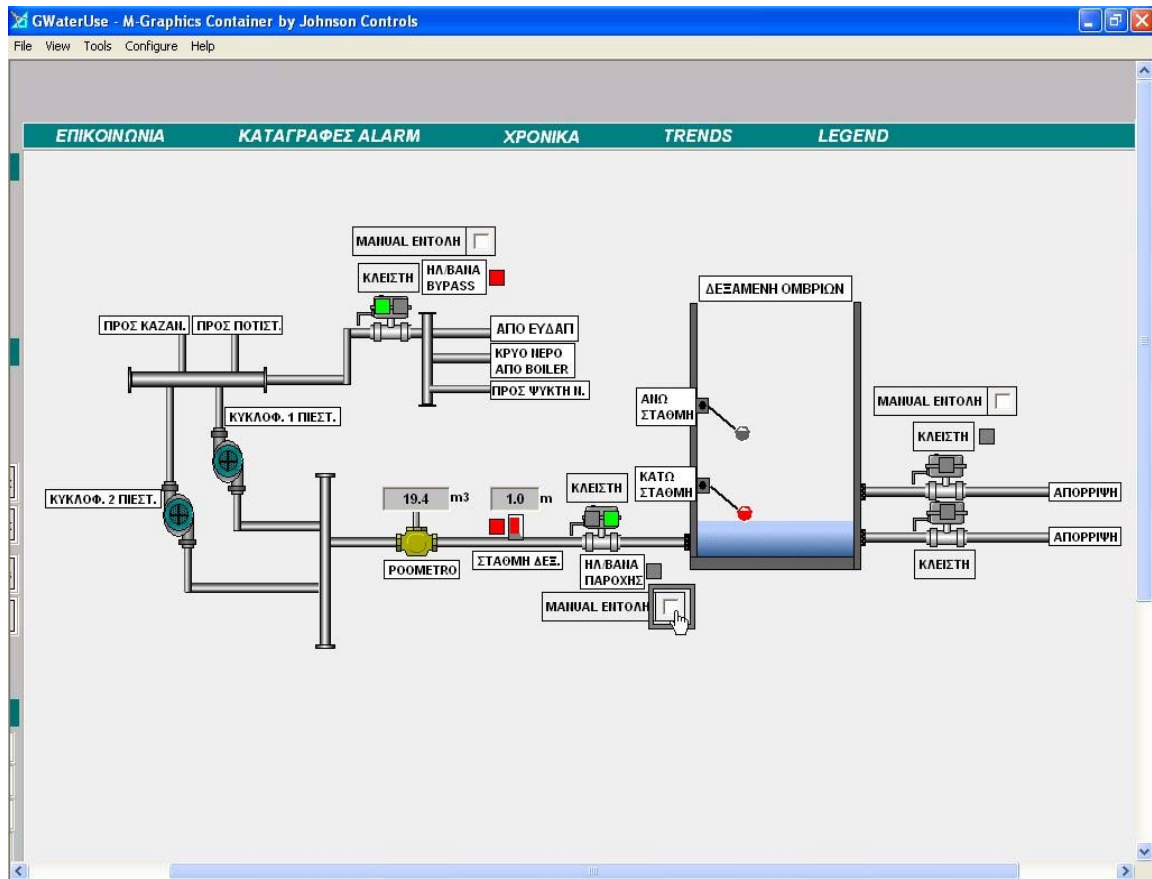 GWaterUse - M-Graphics Container by Johnson Controls
File View Tools Configure Help
ΕΠΙΚΟΙΝΩΝΙΑ ΚΑΤΑΓΡΑΦΕΣ ALARM ΧΡΟΝΙΚΑ TRENDS LEGEND
MANUAL ΕΝΤΟΛΗ
ΚΛΕΙΣΤΗ
ΗΛ/ΒΑΝΑ
BYPASS
ΔΕΞΑΜΕΝΗ ΟΜΒΡΙΩΝ
ΠΡΟΣ ΚΑΖΑΝ.
ΠΡΟΣ ΠΟΤΙΣΤ.
ΑΠΟ ΕΥΔΑΠ
ΚΡΥΟ ΝΕΡΟ
ΑΠΟ BOILER
ΠΡΟΣ ΨΥΚΤΗ Ν.
ΚΥΚΛΟΦ. 1 ΠΙΕΣΤ.
ΑΝΩ
ΣΤΑΘΜΗ
MANUAL ΕΝΤΟΛΗ
ΚΛΕΙΣΤΗ
ΚΥΚΛΟΦ. 2 ΠΙΕΣΤ.
19.4 m3
1.0 m
ΚΛΕΙΣΤΗ
ΚΑΤΩ
ΣΤΑΘΜΗ
ΑΠΟΡΡΙΨΗ
ΑΠΟΡΡΙΨΗ
ΡΟΟΜΕΤRΟ
ΣΤΑΘΜΗ ΔΕΞ.
ΗΛ/ΒΑΝΑ
ΠΑΡΟΧΗΣ
ΚΛΕΙΣΤΗ
MANUAL ΕΝΤΟΛΗ